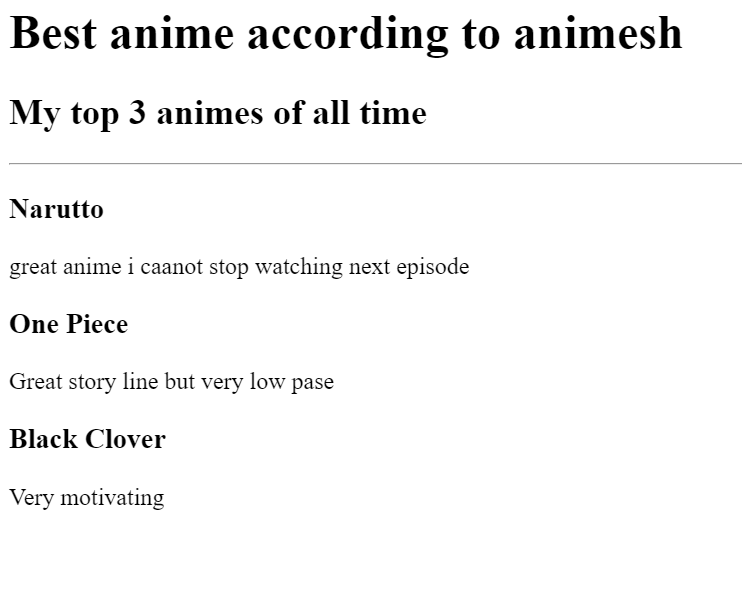 Best anime according to animesh
My top 3 animes of all time
Narutto
great anime i caanot stop watching next episode
One Piece
Great story line but very low pase
Black Clover
Very motivating